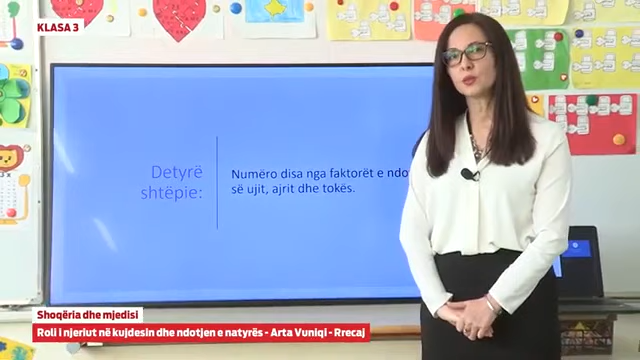 KLASA 3
Detyrë
shtëpie:
Numëro disa nga faktorët e
së ujit, ajrit dhe tokës.
Shoqëria dhe mjedisi
Roli i njeriut në kujdesin dhe ndotjen e natyrës - Arta Vuniqi - Rrecaj